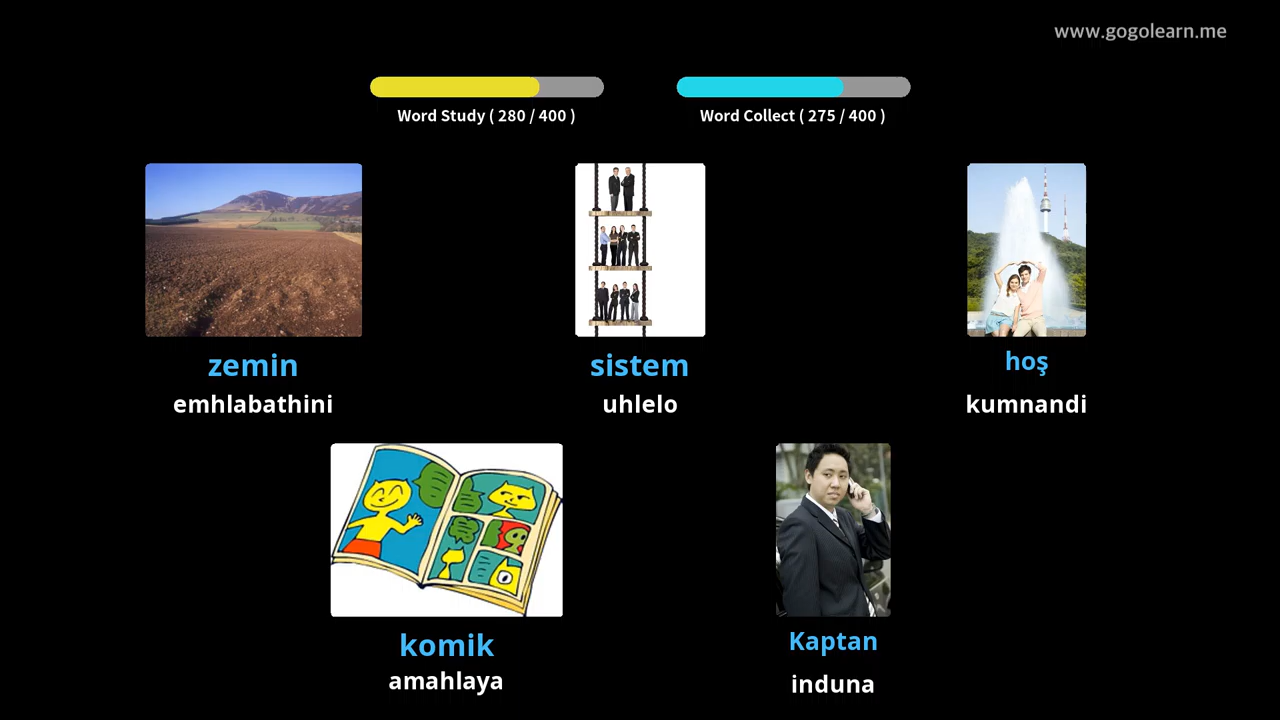 www.gogolearn.me
Word Study ( 280 / 400 )
Word Collect ( 275 / 400 )
zemin
emhlabathini
sistem
uhlelo
hoş
kumnandi
komik
amahlaya
Kaptan
induna